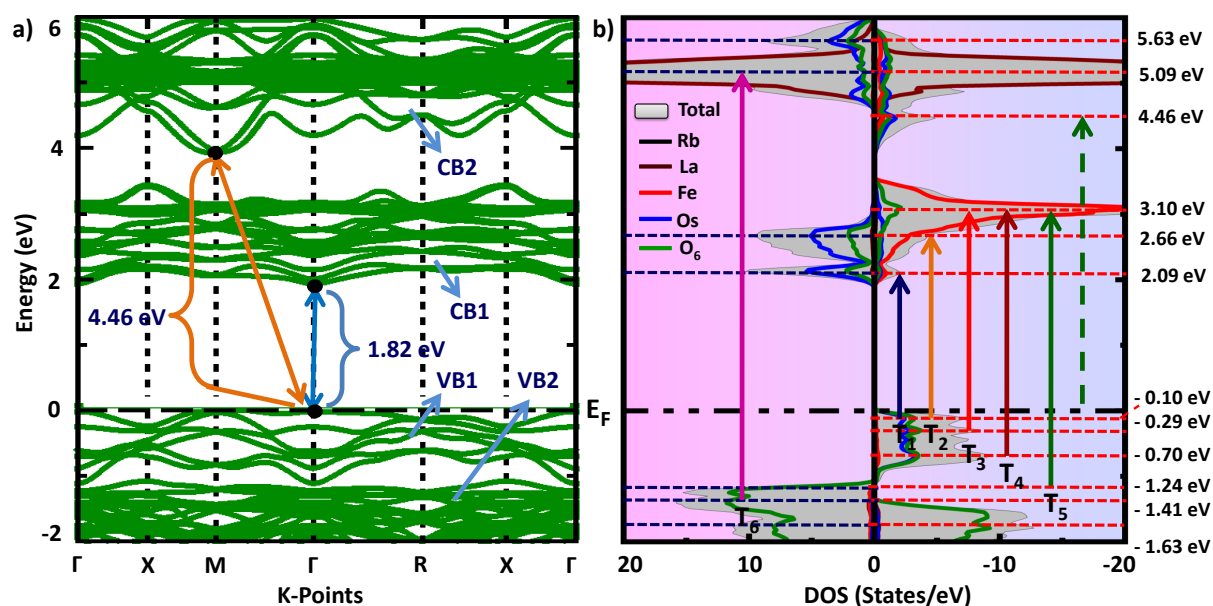 a)
6
4
2
0
-2
Energy (eV)
CB2
CB1
4.46 eV
1.82 eV
VB1
VB2
Γ
X
M
Γ
R
X
Γ
K-Points
b)
Total
Rb
La
Fe
Os
O6
E_F
T1
T2
T3
T4
T5
T6
5.63 eV
5.09 eV
4.46 eV
3.10 eV
2.66 eV
2.09 eV
- 0.10 eV
- 0.29 eV
- 0.70 eV
- 1.24 eV
- 1.41 eV
- 1.63 eV
20
10
0
-10
-20
DOS (States/eV)